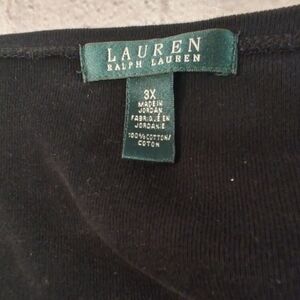 LAUREN
RALPH LAUREN
3X
MADE IN
JORDAN
FABRIQUÉ EN
JORDANIE
100% COTTON/
COTON